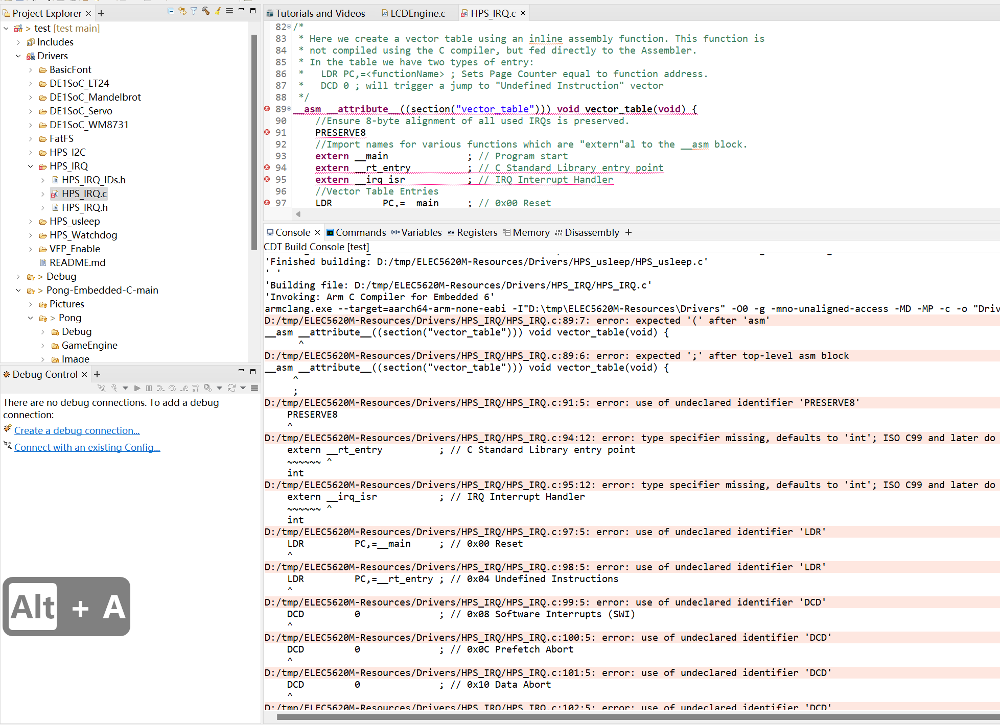 Project Explorer
> test [test main]
Includes
Drivers
BasicFont
DE1SoC_LT24
DE1SoC_Mandelbrot
DE1SoC_Servo
DE1SoC_WM8731
FatFS
HPS_I2C
HPS_IRQ
HPS_IRQ_IDs.h
HPS_IRQ.c
HPS_IRQ.h
HPS_usleep
HPS_Watchdog
VFP_Enable
README.md
> Debug
> Pong-Embedded-C-main
Pictures
> Pong
Debug
GameEngine
Image
Debug Control
There are no debug connections. To add a debug
connection:
Create a debug connection...
Connect with an existing Config...
Alt + A
Tutorials and Videos LCDEngine.c HPS_IRQ.c
82 /*
83 * Here we create a vector table using an inline assembly function. This function is
84 * not compiled using the C compiler, but fed directly to the Assembler.
85 * In the table we have two types of entry:
86 *   LDR PC,=<functionName> ; Sets Page Counter equal to function address.
87 *   DCD 0 ; will trigger a jump to "Undefined Instruction" vector
88 */
89 __asm __attribute__((section("vector_table"))) void vector_table(void) {
90 //Ensure 8-byte alignment of all used IRQs is preserved.
91 PRESERVE8
92 //Import names for various functions which are "extern"al to the __asm block.
93 extern __main ; // Program start
94 extern __rt_entry ; // C Standard Library entry point
95 extern __irq_isr ; // IRQ Interrupt Handler
96 //Vector Table Entries
97 LDR PC,=__main ; // 0x00 Reset
Console Commands Variables Registers Memory Disassembly
CDT Build Console [test]
'Finished building: D:/tmp/ELEC5620M-Resources/Drivers/HPS_usleep/HPS_usleep.c'
' '
'Building file: D:/tmp/ELEC5620M-Resources/Drivers/HPS_IRQ/HPS_IRQ.c'
'Invoking: Arm C Compiler for Embedded 6'
armclang.exe --target=aarch64-arm-none-eabi -I"D:\tmp\ELEC5620M-Resources\Drivers" -O0 -g -mno-unaligned-access -MD -MP -c -o "Driv
D:/tmp/ELEC5620M-Resources/Drivers/HPS_IRQ/HPS_IRQ.c:89:7: error: expected '(' after 'asm'
__asm __attribute__((section("vector_table"))) void vector_table(void) {
^
D:/tmp/ELEC5620M-Resources/Drivers/HPS_IRQ/HPS_IRQ.c:89:6: error: expected ';' after top-level asm block
__asm __attribute__((section("vector_table"))) void vector_table(void) {
^
;
D:/tmp/ELEC5620M-Resources/Drivers/HPS_IRQ/HPS_IRQ.c:91:5: error: use of undeclared identifier 'PRESERVE8'
PRESERVE8
^
D:/tmp/ELEC5620M-Resources/Drivers/HPS_IRQ/HPS_IRQ.c:94:12: error: type specifier missing, defaults to 'int'; ISO C99 and later do
extern __rt_entry ; // C Standard Library entry point
~~~~~~ ^
int
D:/tmp/ELEC5620M-Resources/Drivers/HPS_IRQ/HPS_IRQ.c:95:12: error: type specifier missing, defaults to 'int'; ISO C99 and later do
extern __irq_isr ; // IRQ Interrupt Handler
~~~~~~ ^
int
D:/tmp/ELEC5620M-Resources/Drivers/HPS_IRQ/HPS_IRQ.c:97:5: error: use of undeclared identifier 'LDR'
LDR PC,=__main ; // 0x00 Reset
^
D:/tmp/ELEC5620M-Resources/Drivers/HPS_IRQ/HPS_IRQ.c:98:5: error: use of undeclared identifier 'LDR'
LDR PC,=__rt_entry ; // 0x04 Undefined Instructions
^
D:/tmp/ELEC5620M-Resources/Drivers/HPS_IRQ/HPS_IRQ.c:99:5: error: use of undeclared identifier 'DCD'
DCD 0 ; // 0x08 Software Interrupts (SWI)
^
D:/tmp/ELEC5620M-Resources/Drivers/HPS_IRQ/HPS_IRQ.c:100:5: error: use of undeclared identifier 'DCD'
DCD 0 ; // 0x0C Prefetch Abort
^
D:/tmp/ELEC5620M-Resources/Drivers/HPS_IRQ/HPS_IRQ.c:101:5: error: use of undeclared identifier 'DCD'
DCD 0 ; // 0x10 Data Abort
^
D:/tmp/ELEC5620M-Resources/Drivers/HPS_IRQ/HPS_IRQ.c:102:5: error: use of undeclared identifier 'DCD'